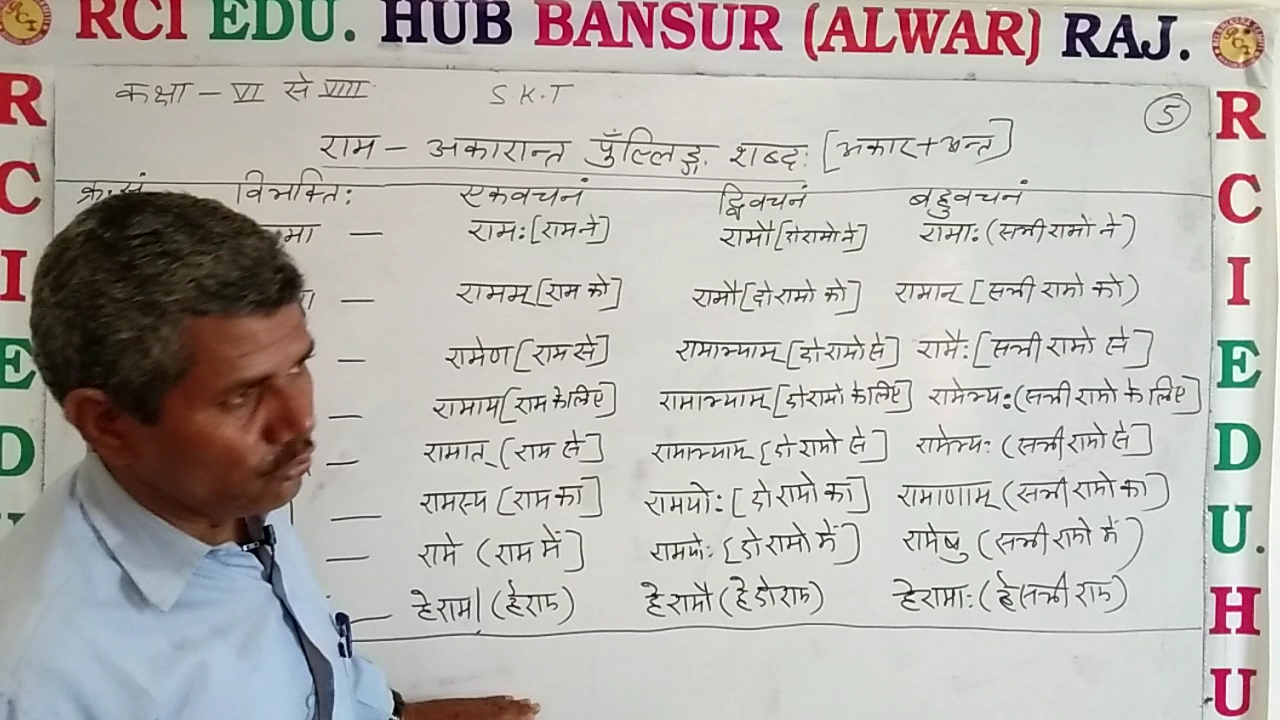 RCI EDU. HUB BANSUR (ALWAR) RAJ.
कक्षा - VI से VIII S.K.T 5
राम - अकारान्त पुँल्लिङ्ग शब्दः [अकार+अन्त]
क्र.सं विभक्तिः एकवचनं द्विवचनं बहुवचनं
मा — रामः [राम ने] रामौ [दो रामो ने] रामाः (सभी रामों ने)
— रामम् [राम को] रामौ [दो रामो को] रामान् [सभी रामो को)
— रामेण [राम से] रामाभ्याम् [दो रामो से] रामैः [सभी रामो से]
— रामाय [राम के लिए] रामाभ्याम् [दो रामो के लिए] रामेभ्यः (सभी रामो के लिए]
— रामात् (राम से] रामाभ्याम [दो रामो से] रामेभ्यः (सभी रामो से]
— रामस्य [राम का] रामयोः [दो रामो का] रामाणाम् (सभी रामो का)
— रामे (राम में] रामयोः [दो रामो में] रामेषु (सभी रामो में)
— हे राम। (हे राम) हे रामौ (हे दो राम) हे रामाः (हे सभी राम)
R
C
I
E
D
R
C
I
E
D
U.
H
U